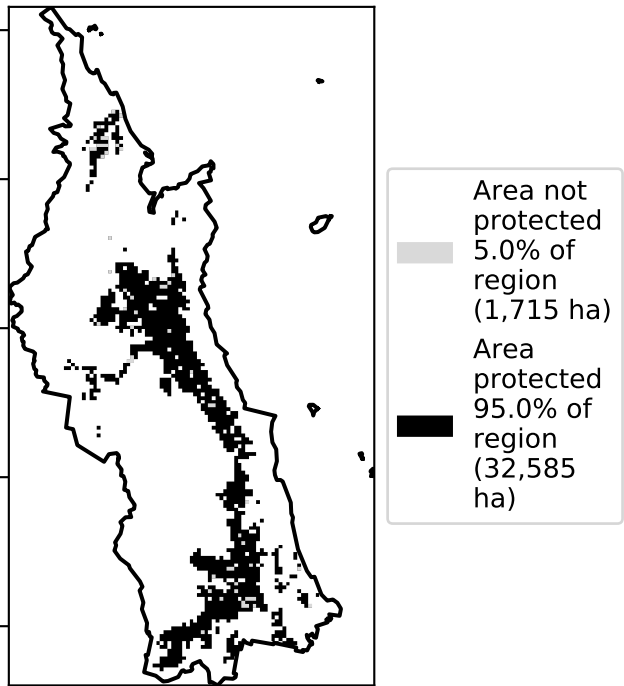 Area not
protected
5.0% of
region
(1,715 ha)
Area
protected
95.0% of
region
(32,585
ha)